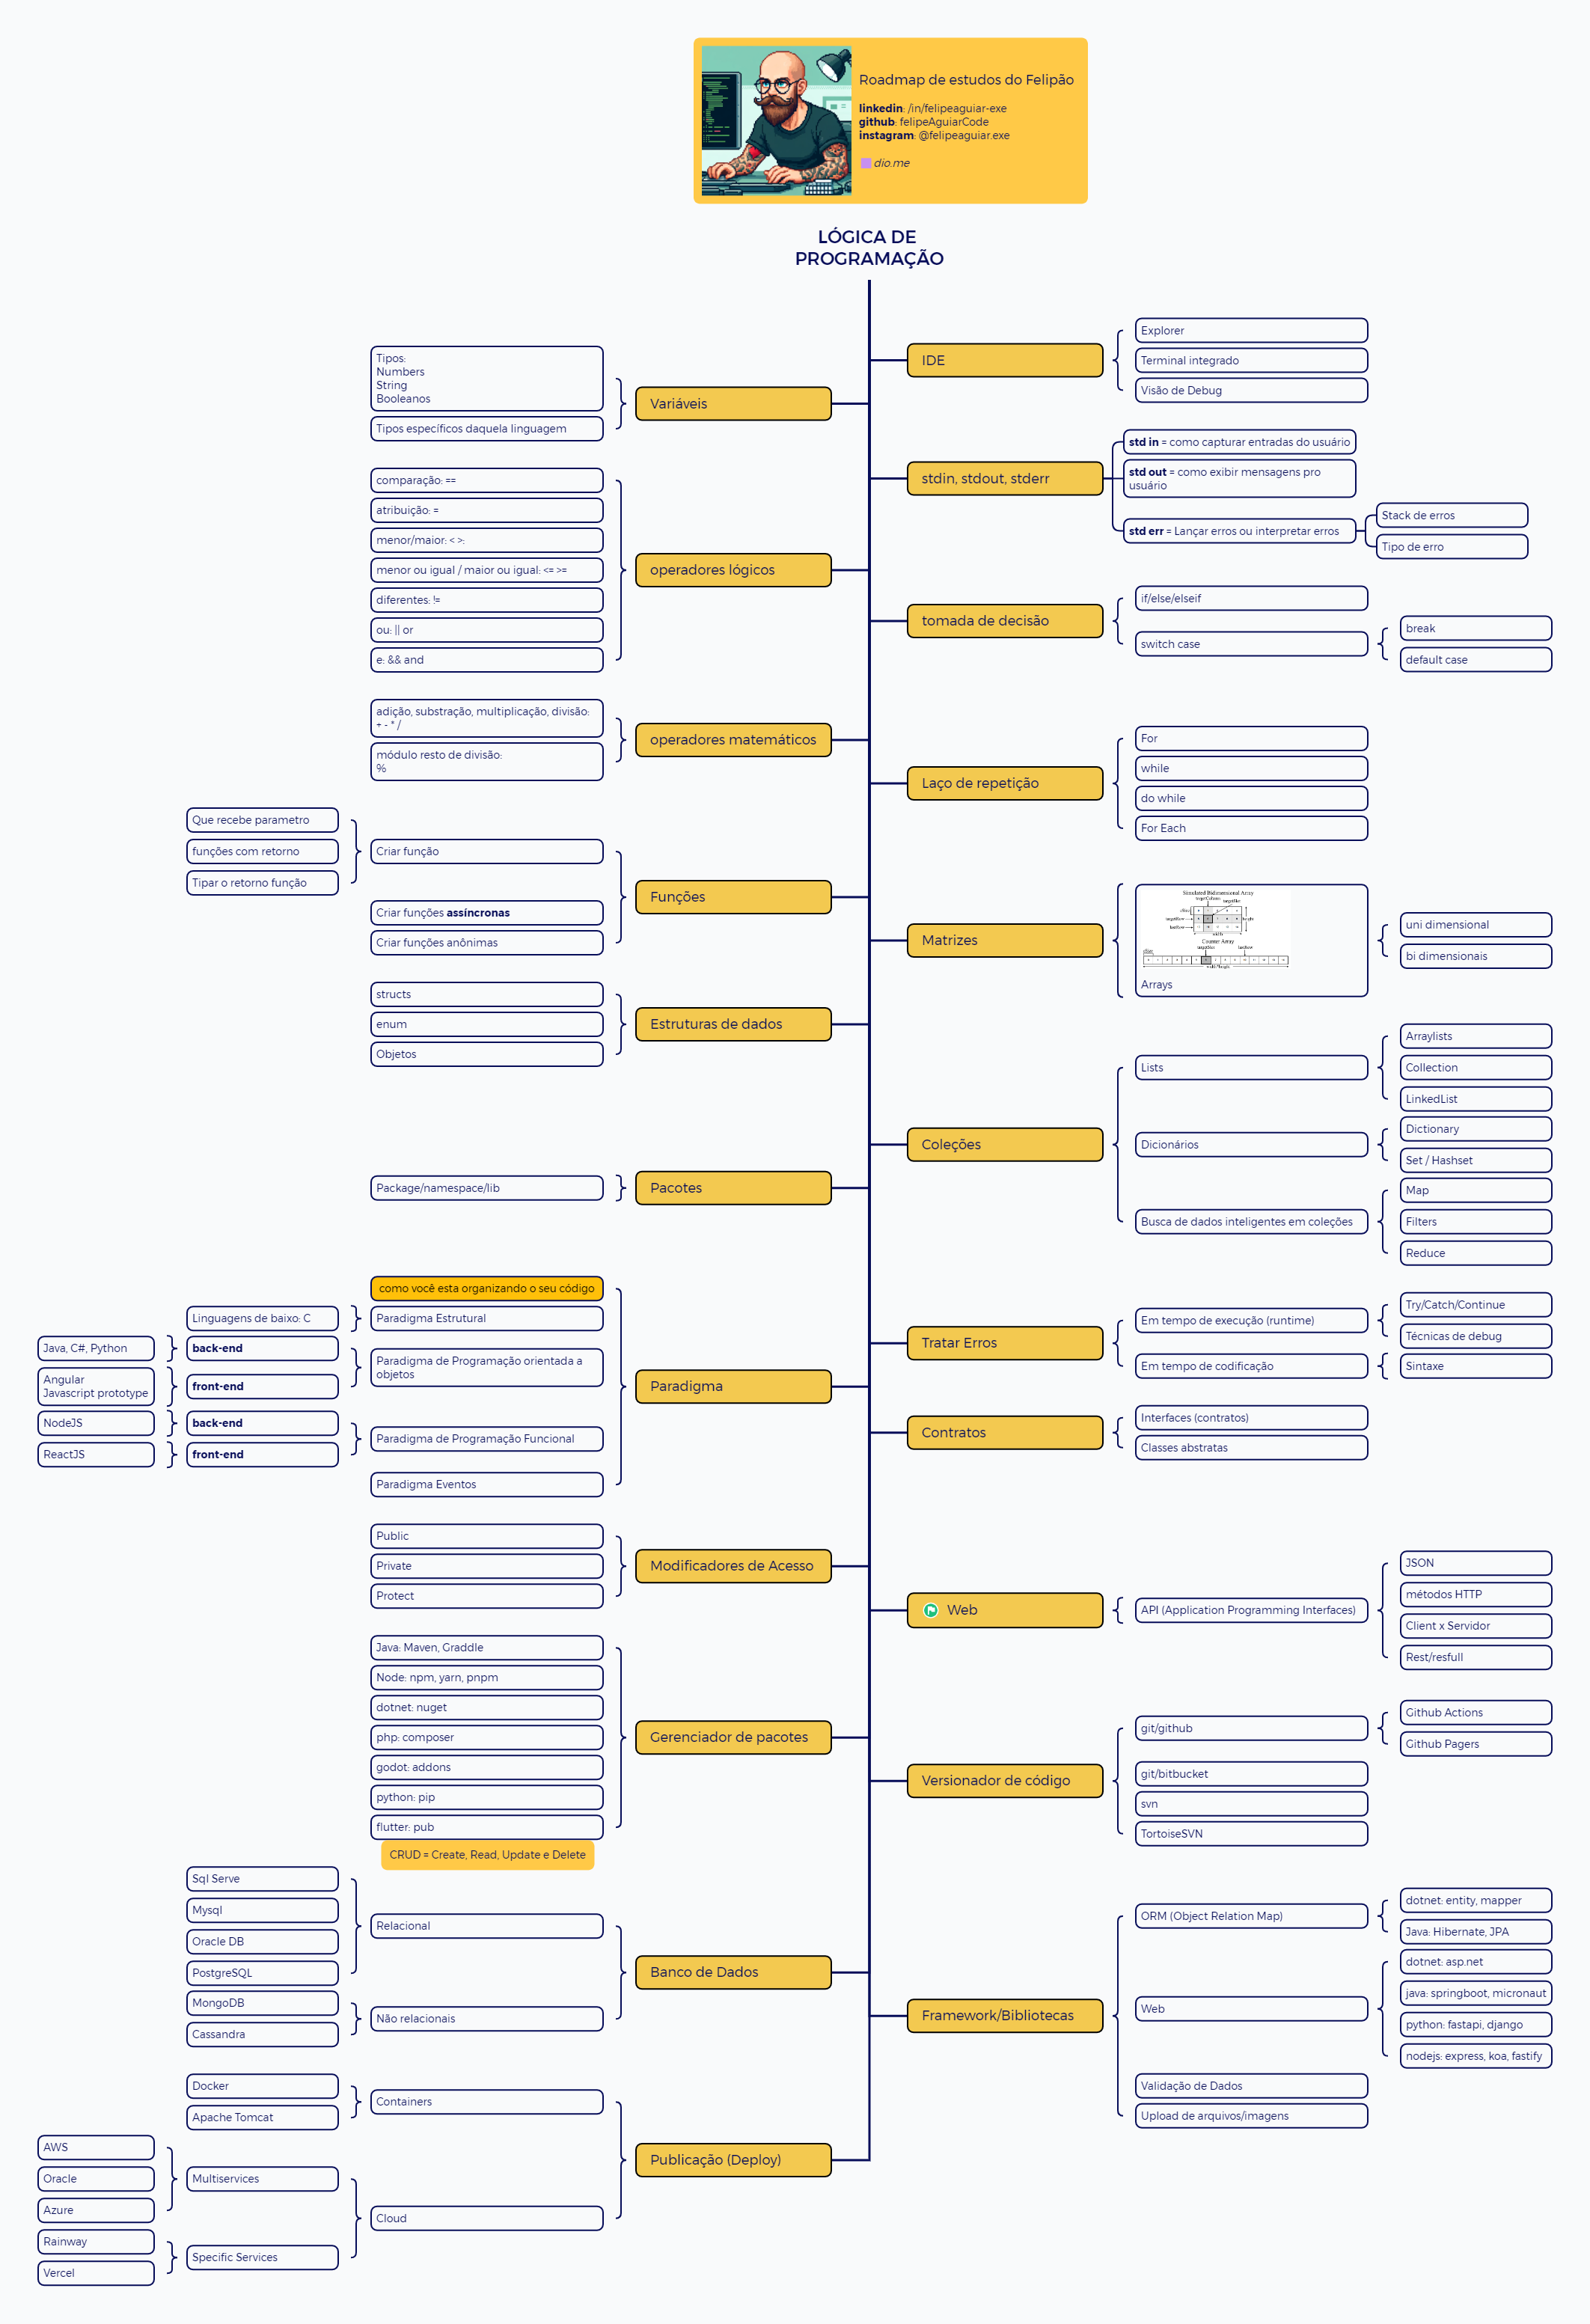 Roadmap de estudos do Felipão
linkedin: /in/felipeaguiar-exe
github: felipeAguiarCode
instagram: @felipeaguiar.exe
dio.me
LÓGICA DE
PROGRAMAÇÃO
IDE
Explorer
Terminal integrado
Visão de Debug
Variáveis
Tipos:
Numbers
String
Booleanos
Tipos específicos daquela linguagem
stdin, stdout, stderr
std in = como capturar entradas do usuário
std out = como exibir mensagens pro
usuário
std err = Lançar erros ou interpretar erros
Stack de erros
Tipo de erro
operadores lógicos
comparação: ==
atribuição: =
menor/maior: < >:
menor ou igual / maior ou igual: <= >=
diferentes: !=
ou: || or
e: && and
tomada de decisão
if/else/elseif
switch case
break
default case
operadores matemáticos
adição, substração, multiplicação, divisão:
+ - * /
módulo resto de divisão:
%
Laço de repetição
For
while
do while
For Each
Funções
Criar função
Que recebe parametro
funções com retorno
Tipar o retorno função
Criar funções assíncronas
Criar funções anônimas
Matrizes
Simulated Bidimensional Array
targetColumn
targetSlot
targetRow
lastRow
height
width
Counter Array
targetSlot
lastRow
width*height
Arrays
uni dimensional
bi dimensionais
Estruturas de dados
structs
enum
Objetos
Coleções
Lists
Arraylists
Collection
LinkedList
Dicionários
Dictionary
Set / Hashset
Busca de dados inteligentes em coleções
Map
Filters
Reduce
Pacotes
Package/namespace/lib
Tratar Erros
Em tempo de execução (runtime)
Try/Catch/Continue
Técnicas de debug
Em tempo de codificação
Sintaxe
Paradigma
como você esta organizando o seu código
Paradigma Estrutural
Linguagens de baixo: C
Paradigma de Programação orientada a
objetos
back-end
Java, C#, Python
front-end
Angular
Javascript prototype
Paradigma de Programação Funcional
back-end
NodeJS
front-end
ReactJS
Paradigma Eventos
Contratos
Interfaces (contratos)
Classes abstratas
Modificadores de Acesso
Public
Private
Protect
Web
API (Application Programming Interfaces)
JSON
métodos HTTP
Client x Servidor
Rest/resfull
Gerenciador de pacotes
Java: Maven, Graddle
Node: npm, yarn, pnpm
dotnet: nuget
php: composer
godot: addons
python: pip
flutter: pub
Versionador de código
git/github
Github Actions
Github Pagers
git/bitbucket
svn
TortoiseSVN
CRUD = Create, Read, Update e Delete
Banco de Dados
Relacional
Sql Serve
Mysql
Oracle DB
PostgreSQL
Não relacionais
MongoDB
Cassandra
Framework/Bibliotecas
ORM (Object Relation Map)
dotnet: entity, mapper
Java: Hibernate, JPA
Web
dotnet: asp.net
java: springboot, micronaut
python: fastapi, django
nodejs: express, koa, fastify
Validação de Dados
Upload de arquivos/imagens
Publicação (Deploy)
Containers
Docker
Apache Tomcat
Cloud
Multiservices
AWS
Oracle
Azure
Specific Services
Rainway
Vercel